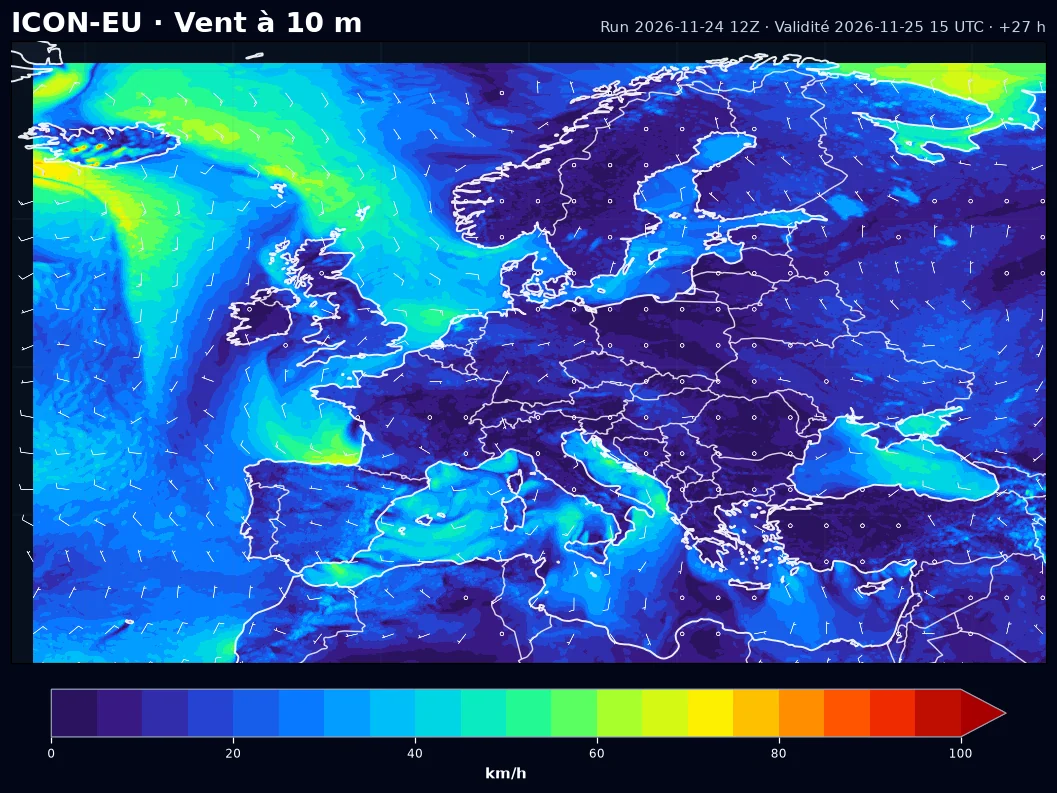 ICON-EU · Vent à 10 m
Run 2026-11-24 12Z · Validité 2026-11-25 15 UTC · +27 h
0 20 40 60 80 100
km/h